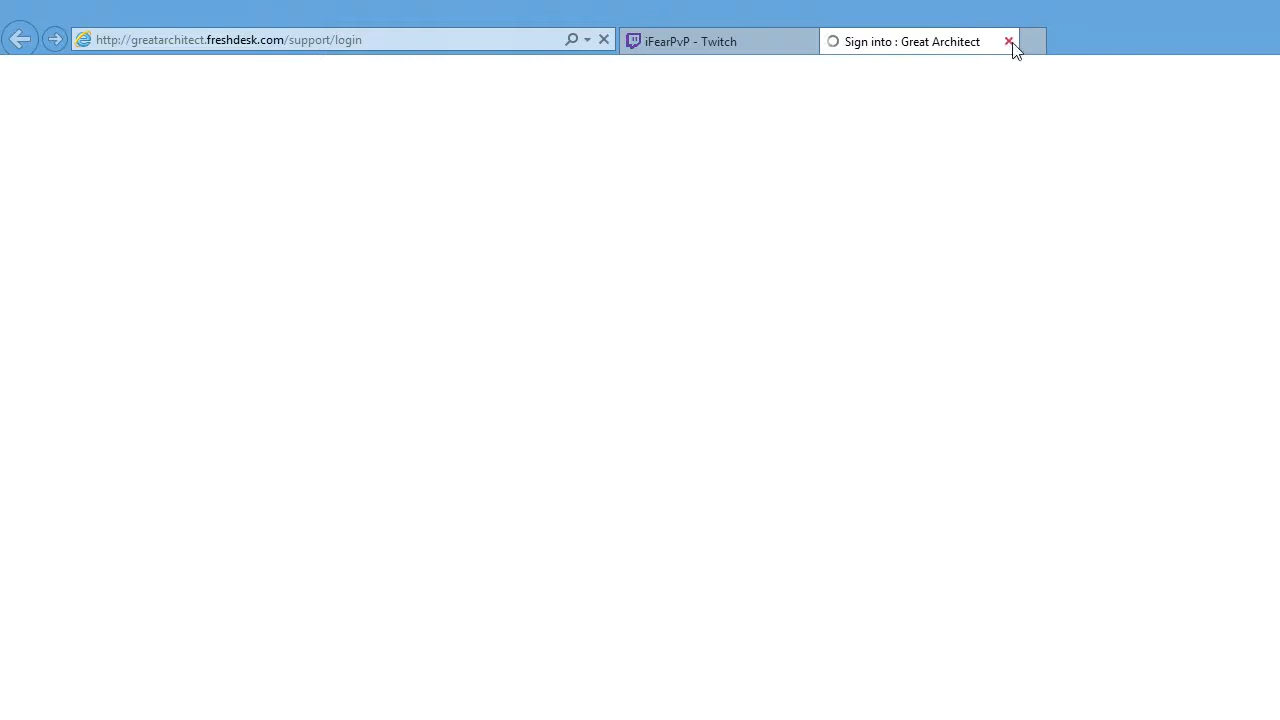 http://greatarchitect.freshdesk.com/support/login
iFearPvP - Twitch
Sign into : Great Architect